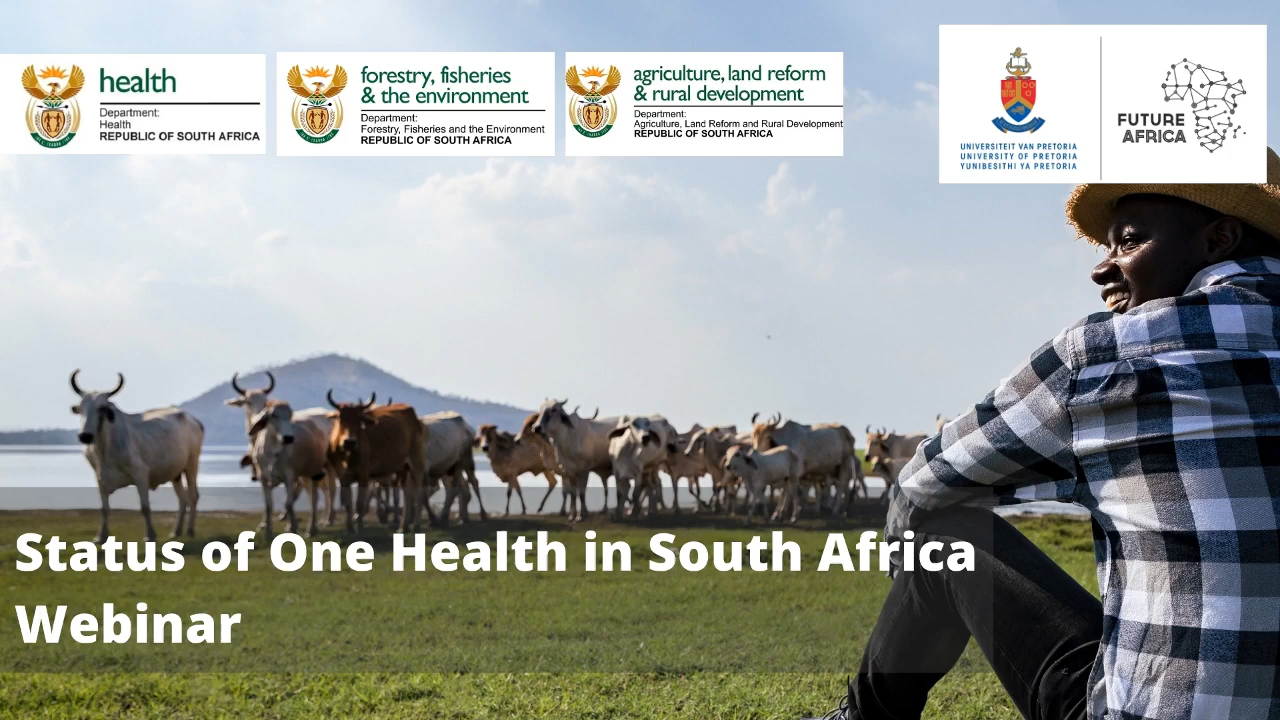 health
Department:
Health
REPUBLIC OF SOUTH AFRICA
forestry, fisheries
& the environment
Department:
Forestry, Fisheries and the Environment
REPUBLIC OF SOUTH AFRICA
agriculture, land reform
& rural development
Department:
Agriculture, Land Reform and Rural Development
REPUBLIC OF SOUTH AFRICA
UNIVERSITEIT VAN PRETORIA
UNIVERSITY OF PRETORIA
YUNIBESITHI YA PRETORIA
FUTURE
AFRICA
Status of One Health in South Africa
Webinar